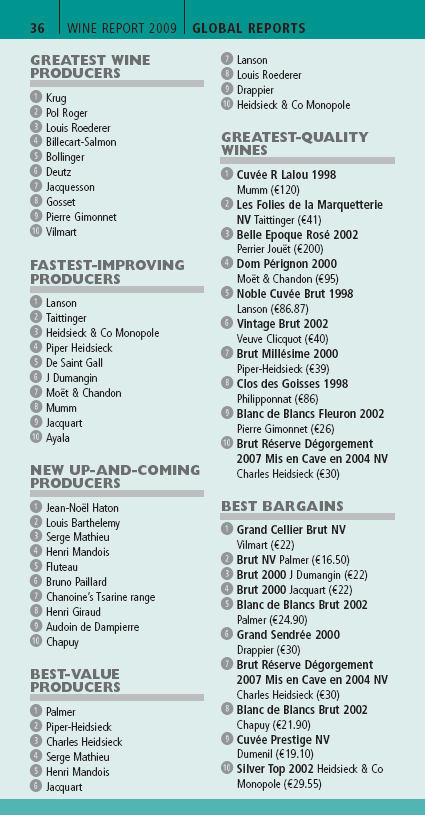 36 WINE REPORT 2009 GLOBAL REPORTS
GREATEST WINE
PRODUCERS
1 Krug
2 Pol Roger
3 Louis Roederer
4 Billecart-Salmon
5 Bollinger
6 Deutz
7 Jacquesson
8 Gosset
9 Pierre Gimonnet
10 Vilmart
FASTEST-IMPROVING
PRODUCERS
1 Lanson
2 Taittinger
3 Heidsieck & Co Monopole
4 Piper Heidsieck
5 De Saint Gall
6 J Dumangin
7 Moët & Chandon
8 Mumm
9 Jacquart
10 Ayala
NEW UP-AND-COMING
PRODUCERS
1 Jean-Noël Haton
2 Louis Barthelemy
3 Serge Mathieu
4 Henri Mandois
5 Fluteau
6 Bruno Paillard
7 Chanoine's Tsarine range
8 Henri Giraud
9 Audoin de Dampierre
10 Chapuy
BEST-VALUE
PRODUCERS
1 Palmer
2 Piper-Heidsieck
3 Charles Heidsieck
4 Serge Mathieu
5 Henri Mandois
6 Jacquart
7 Lanson
8 Louis Roederer
9 Drappier
10 Heidsieck & Co Monopole
GREATEST-QUALITY
WINES
1 Cuvée R Lalou 1998
Mumm (€120)
2 Les Folies de la Marquetterie
NV Taittinger (€41)
3 Belle Epoque Rosé 2002
Perrier Jouët (€200)
4 Dom Pérignon 2000
Moët & Chandon (€95)
5 Noble Cuvée Brut 1998
Lanson (€86.87)
6 Vintage Brut 2002
Veuve Clicquot (€40)
7 Brut Millésime 2000
Piper-Heidsieck (€39)
8 Clos des Goisses 1998
Philipponnat (€86)
9 Blanc de Blancs Fleuron 2002
Pierre Gimonnet (€26)
10 Brut Réserve Dégorgement
2007 Mis en Cave en 2004 NV
Charles Heidsieck (€30)
BEST BARGAINS
1 Grand Cellier Brut NV
Vilmart (€22)
2 Brut NV Palmer (€16.50)
3 Brut 2000 J Dumangin (€22)
4 Brut 2000 Jacquart (€22)
5 Blanc de Blancs Brut 2002
Palmer (€24.90)
6 Grand Sendrée 2000
Drappier (€30)
7 Brut Réserve Dégorgement
2007 Mis en Cave en 2004 NV
Charles Heidsieck (€30)
8 Blanc de Blancs Brut 2002
Chapuy (€21.90)
9 Cuvée Prestige NV
Dumenil (€19.10)
10 Silver Top 2002 Heidsieck & Co
Monopole (€29.55)